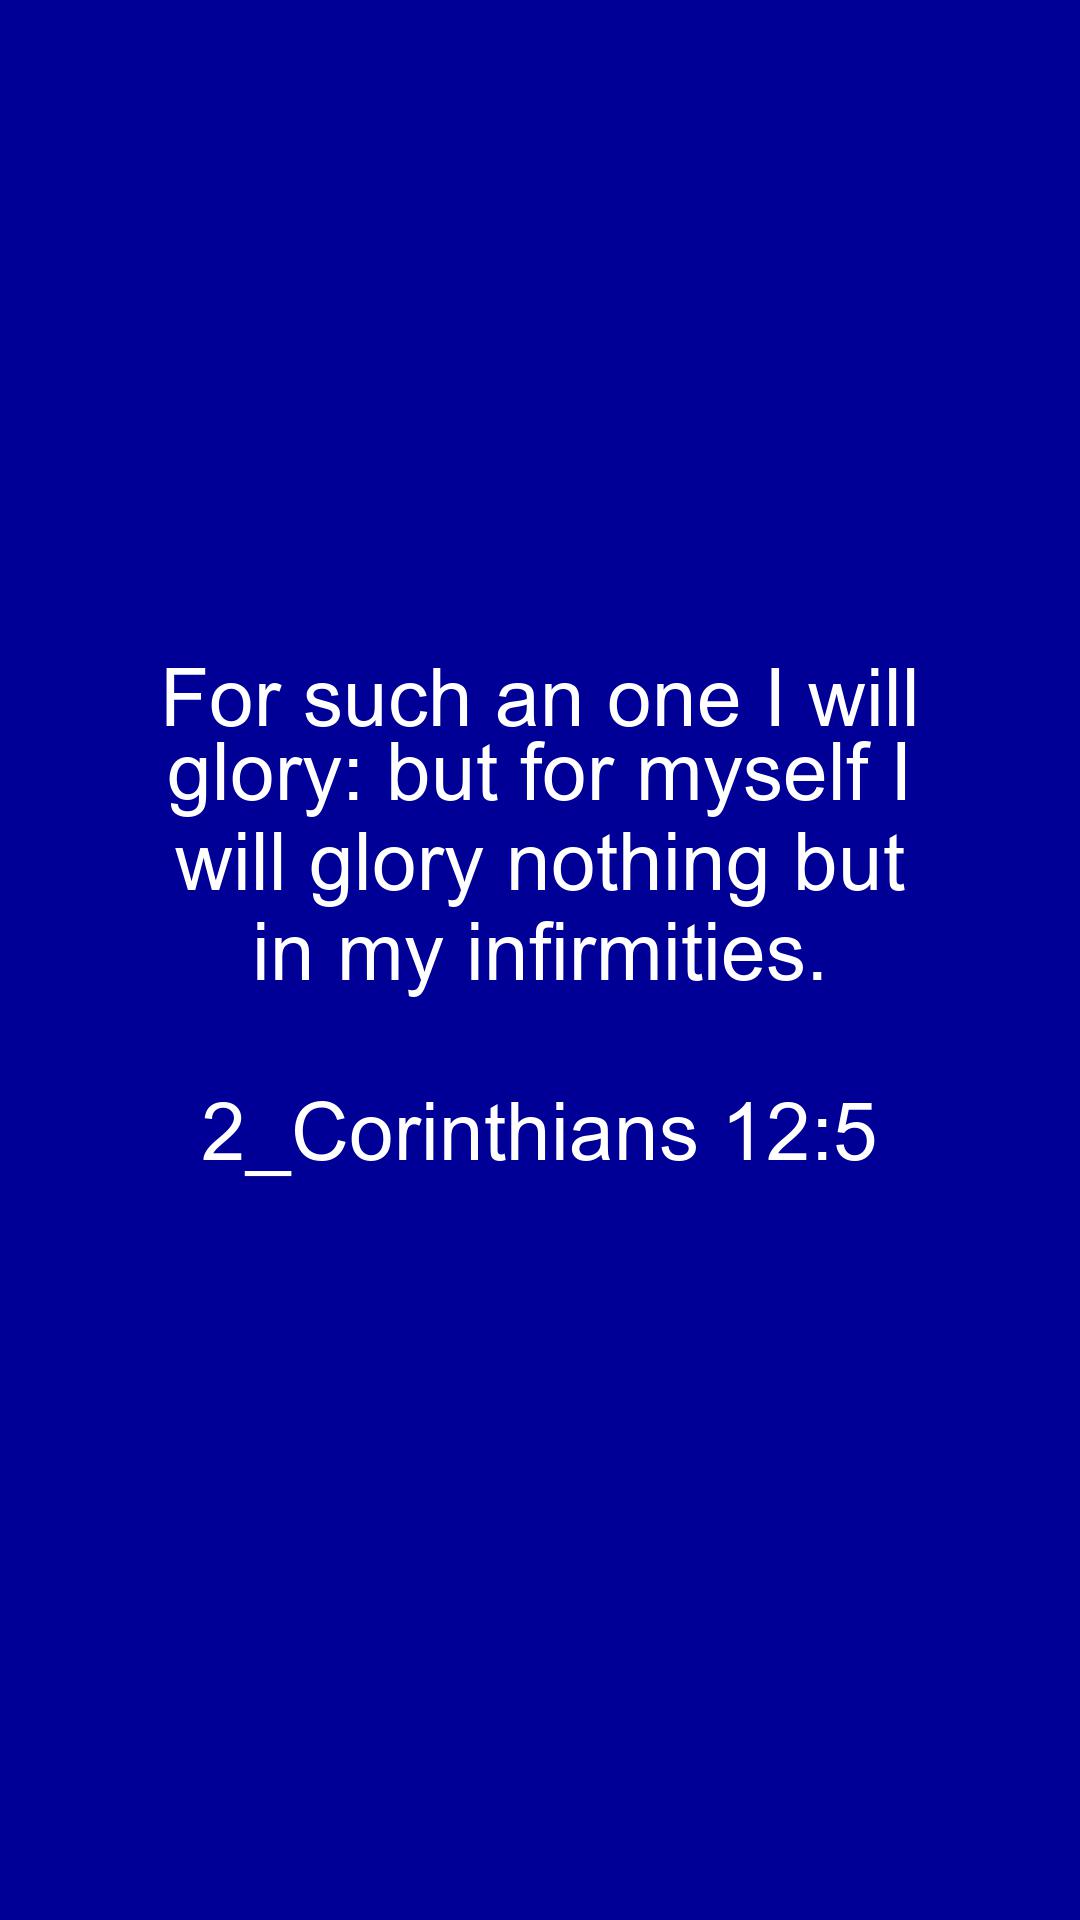 For such an one I will
glory: but for myself I
will glory nothing but
in my infirmities.
2_Corinthians 12:5